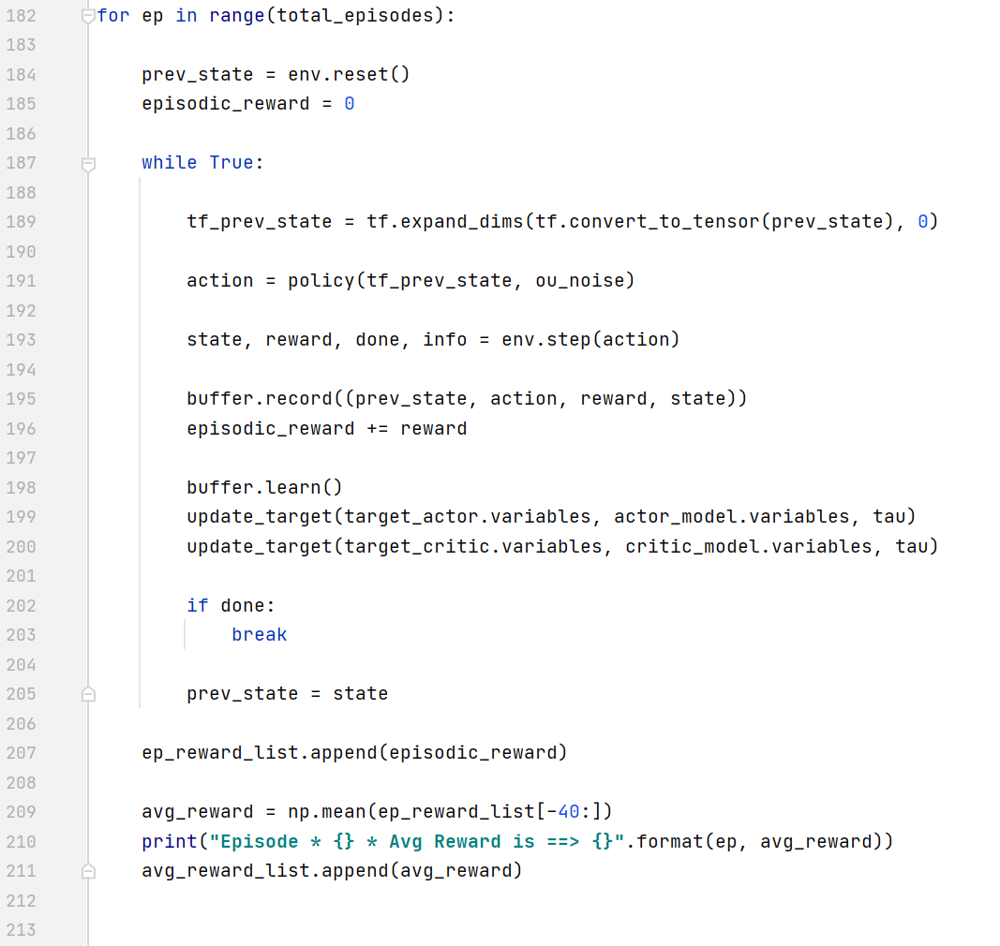 182 for ep in range(total_episodes):
183
184     prev_state = env.reset()
185     episodic_reward = 0
186
187     while True:
188
189         tf_prev_state = tf.expand_dims(tf.convert_to_tensor(prev_state), 0)
190
191         action = policy(tf_prev_state, ou_noise)
192
193         state, reward, done, info = env.step(action)
194
195         buffer.record((prev_state, action, reward, state))
196         episodic_reward += reward
197
198         buffer.learn()
199         update_target(target_actor.variables, actor_model.variables, tau)
200         update_target(target_critic.variables, critic_model.variables, tau)
201
202         if done:
203             break
204
205         prev_state = state
206
207     ep_reward_list.append(episodic_reward)
208
209     avg_reward = np.mean(ep_reward_list[-40:])
210     print("Episode * {} * Avg Reward is ==> {}".format(ep, avg_reward))
211     avg_reward_list.append(avg_reward)
212
213